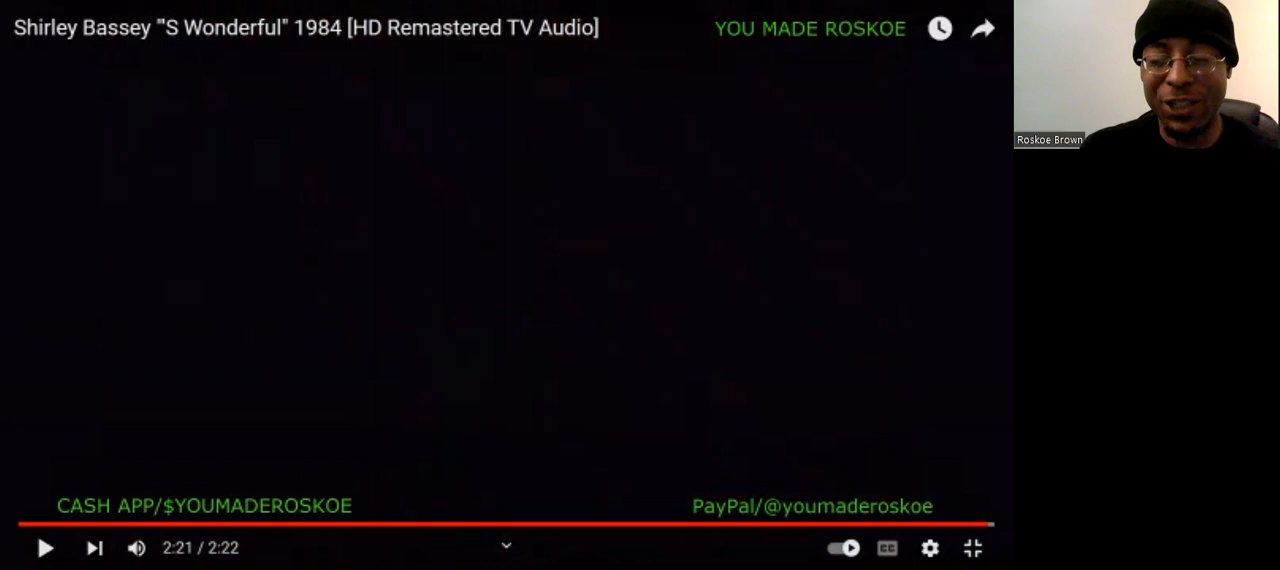 Shirley Bassey "'S Wonderful" 1984 [HD Remastered TV Audio]
YOU MADE ROSKOE
Roskoe Brown
CASH APP/$YOUMADEROSKOE
PayPal/@youmaderoskoe
2:21 / 2:22
CC